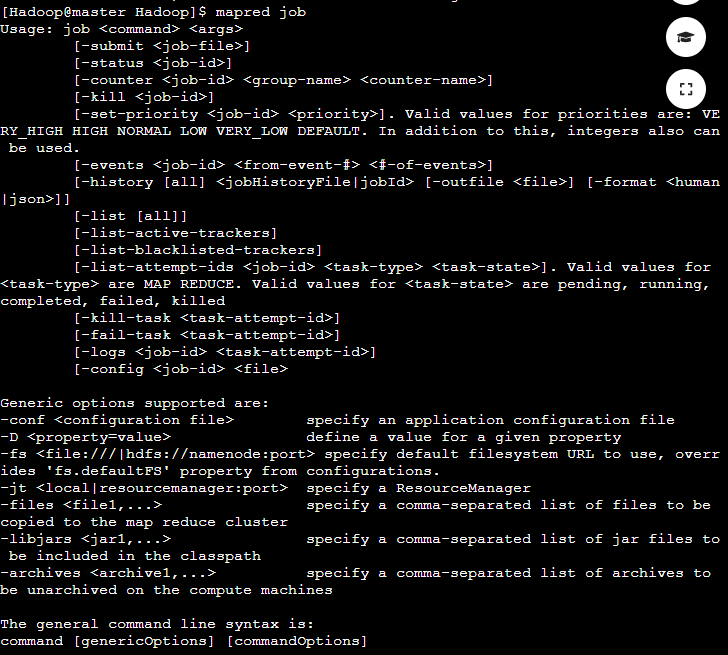 [Hadoop@master Hadoop]$ mapred job
Usage: job <command> <args>
        [-submit <job-file>]
        [-status <job-id>]
        [-counter <job-id> <group-name> <counter-name>]
        [-kill <job-id>]
        [-set-priority <job-id> <priority>]. Valid values for priorities are: VE
RY_HIGH HIGH NORMAL LOW VERY_LOW DEFAULT. In addition to this, integers also can
 be used.
        [-events <job-id> <from-event-#> <#-of-events>]
        [-history [all] <jobHistoryFile|jobId> [-outfile <file>] [-format <human
|json>]]
        [-list [all]]
        [-list-active-trackers]
        [-list-blacklisted-trackers]
        [-list-attempt-ids <job-id> <task-type> <task-state>]. Valid values for
<task-type> are MAP REDUCE. Valid values for <task-state> are pending, running,
completed, failed, killed
        [-kill-task <task-attempt-id>]
        [-fail-task <task-attempt-id>]
        [-logs <job-id> <task-attempt-id>]
        [-config <job-id> <file>

Generic options supported are:
-conf <configuration file>        specify an application configuration file
-D <property=value>               define a value for a given property
-fs <file:///|hdfs://namenode:port> specify default filesystem URL to use, overr
ides 'fs.defaultFS' property from configurations.
-jt <local|resourcemanager:port>  specify a ResourceManager
-files <file1,...>                specify a comma-separated list of files to be
copied to the map reduce cluster
-libjars <jar1,...>               specify a comma-separated list of jar files to
 be included in the classpath
-archives <archive1,...>          specify a comma-separated list of archives to
be unarchived on the compute machines

The general command line syntax is:
command [genericOptions] [commandOptions]